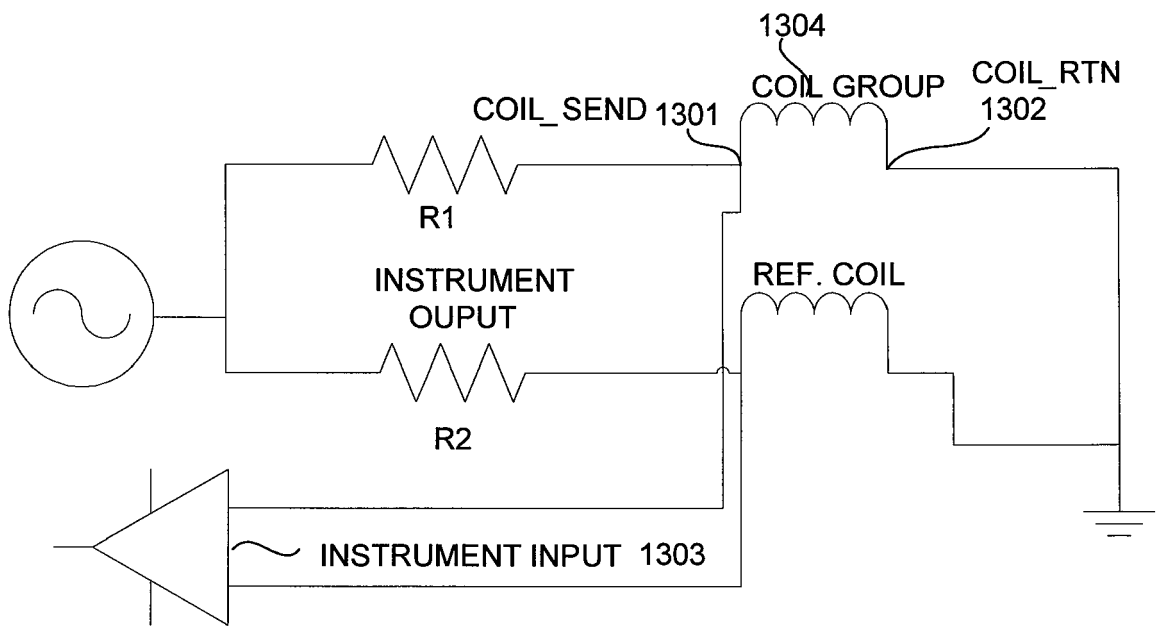 1304
COIL GROUP
COIL_RTN
1302
COIL_SEND 1301
R1
INSTRUMENT
OUPUT
REF. COIL
R2
INSTRUMENT INPUT 1303